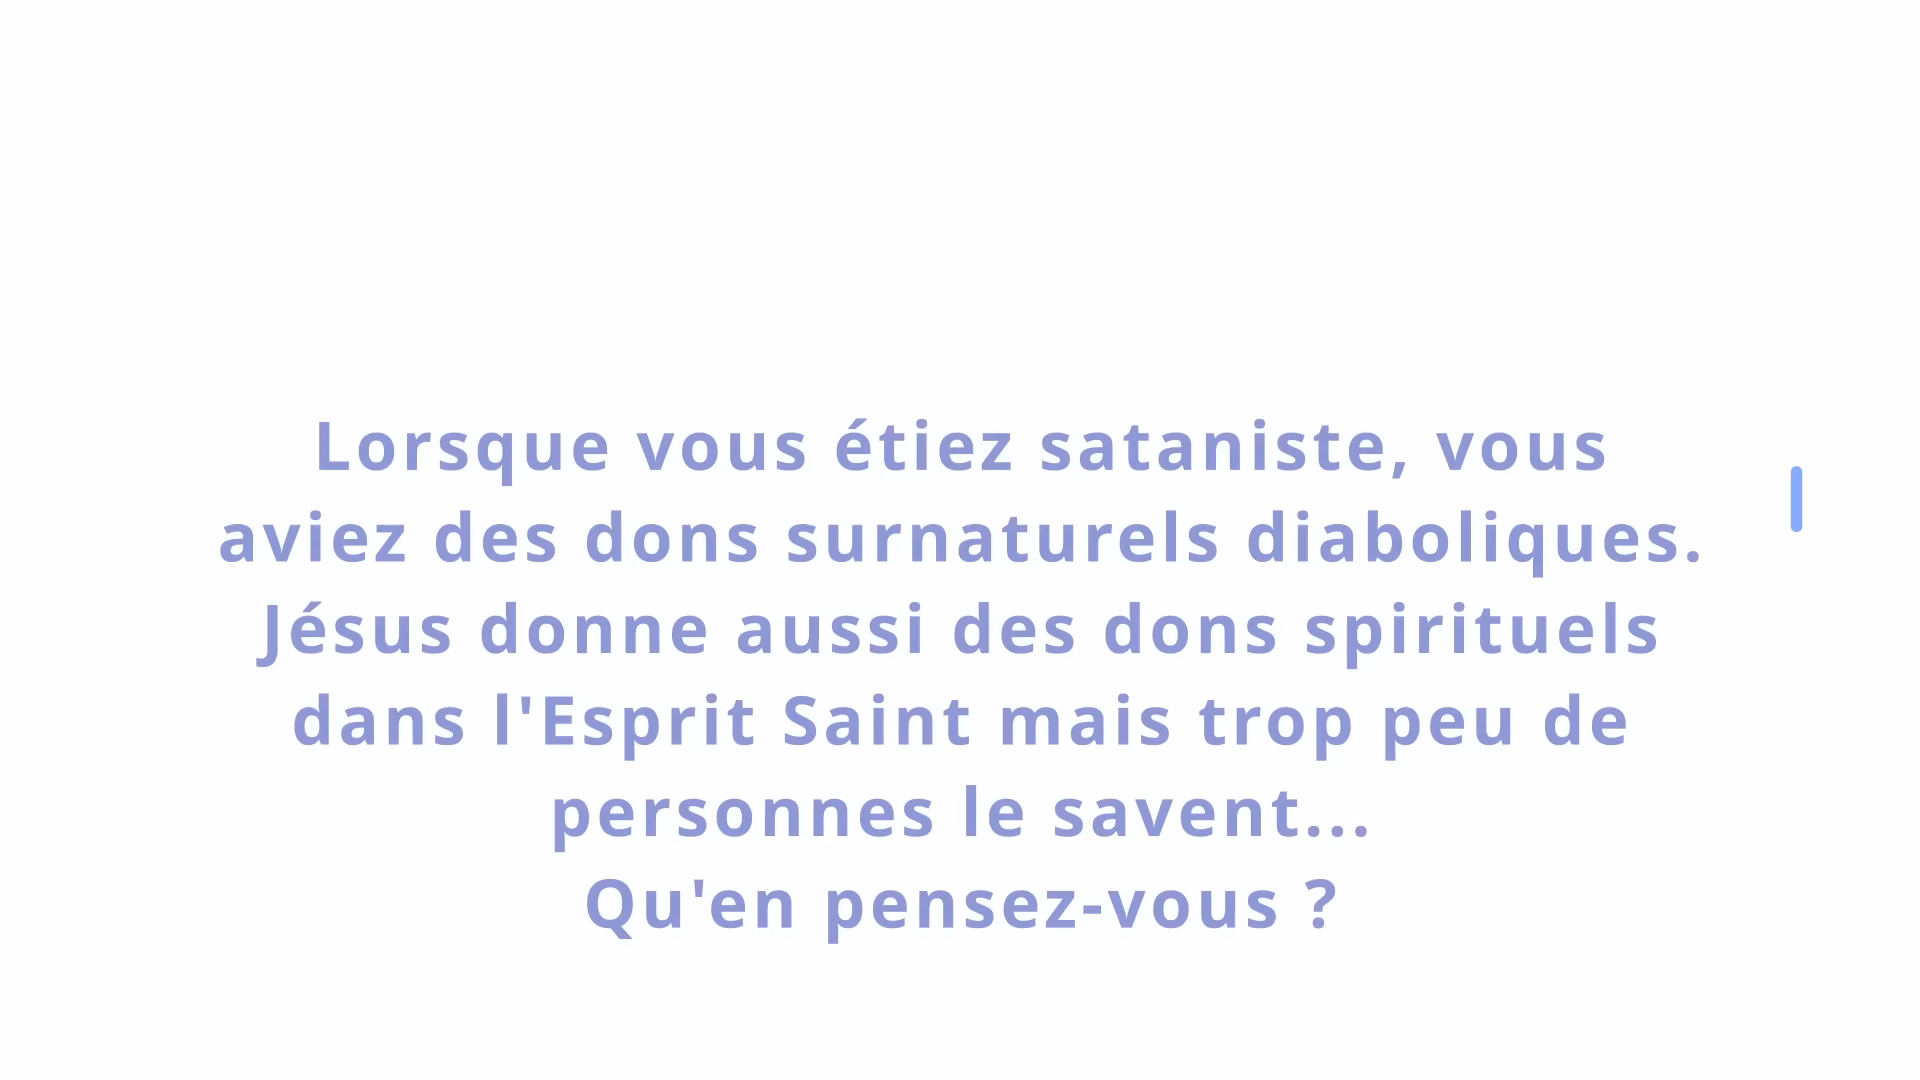 Lorsque vous étiez sataniste, vous
aviez des dons surnaturels diaboliques.
Jésus donne aussi des dons spirituels
dans l'Esprit Saint mais trop peu de
personnes le savent...
Qu'en pensez-vous ?